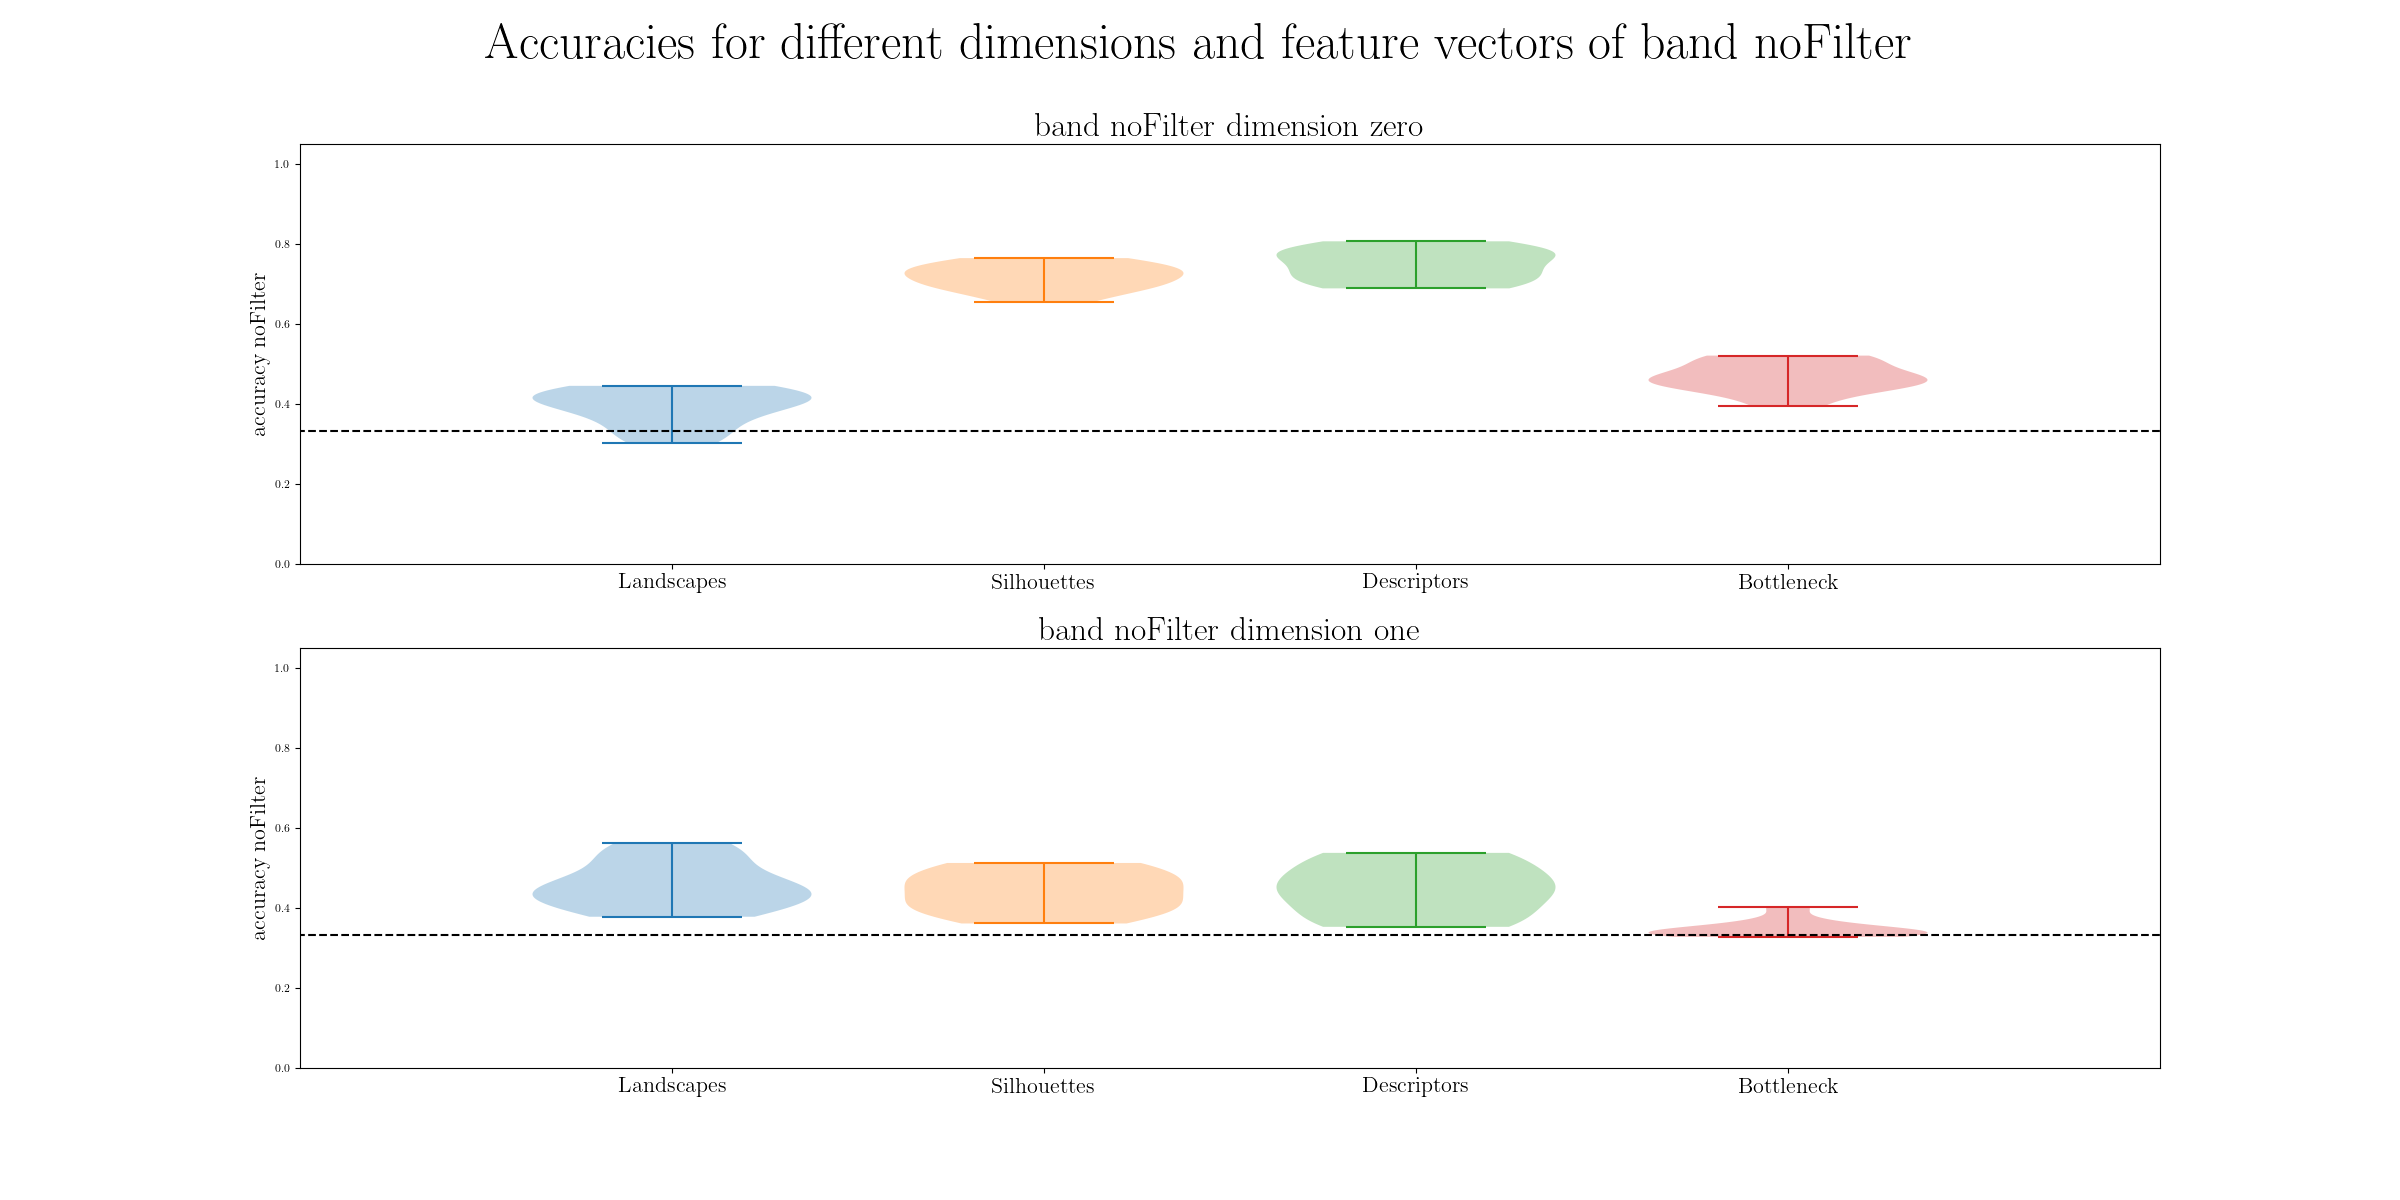 Accuracies for different dimensions and feature vectors of band noFilter
band noFilter dimension zero
accuracy noFilter
1.0
0.8
0.6
0.4
0.2
0.0
Landscapes
Silhouettes
Descriptors
Bottleneck
band noFilter dimension one
accuracy noFilter
1.0
0.8
0.6
0.4
0.2
0.0
Landscapes
Silhouettes
Descriptors
Bottleneck